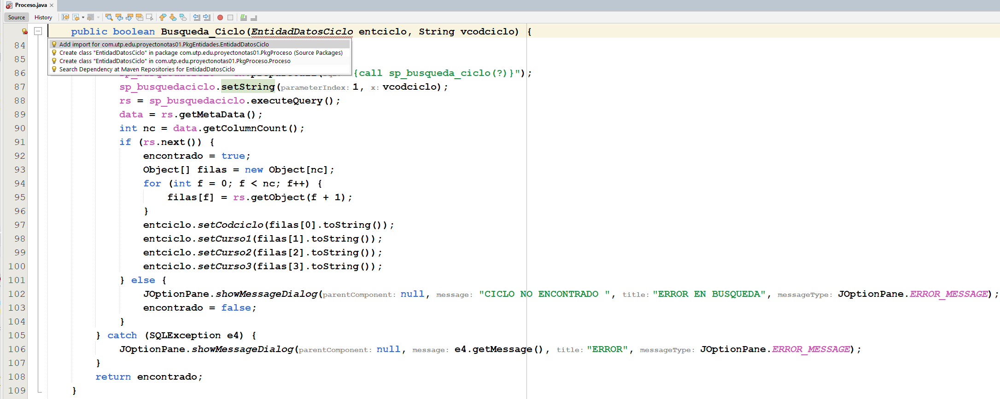 Proceso.java
Source History
public boolean Busqueda_Ciclo(EntidadDatosCiclo entciclo, String vcodciclo) {
Add import for com.utp.edu.proyectonotas01.PkgEntidades.EntidadDatosCiclo
84
Create class "EntidadDatosCiclo" in package com.utp.edu.proyectonotas01.PkgProceso (Source Packages)
85
Create class "EntidadDatosCiclo" in com.utp.edu.proyectonotas01.PkgProceso.Proceso
Search Dependency at Maven Repositories for EntidadDatosCiclo
86 {call sp_busqueda_ciclo(?)}");
87 sp_busquedaciclo.setString(parameterIndex: 1, x: vcodciclo);
88 rs = sp_busquedaciclo.executeQuery();
89 data = rs.getMetaData();
90 int nc = data.getColumnCount();
91 if (rs.next()) {
92 encontrado = true;
93 Object[] filas = new Object[nc];
94 for (int f = 0; f < nc; f++) {
95 filas[f] = rs.getObject(f + 1);
96 }
97 entciclo.setCodciclo(filas[0].toString());
98 entciclo.setCurso1(filas[1].toString());
99 entciclo.setCurso2(filas[2].toString());
100 entciclo.setCurso3(filas[3].toString());
101 } else {
102 JOptionPane.showMessageDialog(parentComponent: null, message: "CICLO NO ENCONTRADO ", title: "ERROR EN BUSQUEDA", messageType: JOptionPane.ERROR_MESSAGE);
103 encontrado = false;
104 }
105 } catch (SQLException e4) {
106 JOptionPane.showMessageDialog(parentComponent: null, message: e4.getMessage(), title: "ERROR", messageType: JOptionPane.ERROR_MESSAGE);
107 }
108 return encontrado;
109 }